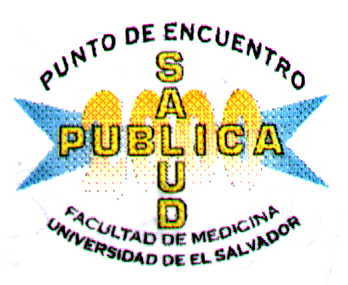 PUNTO DE ENCUENTRO
SALUD
PUBLICA
FACULTAD DE MEDICINA
UNIVERSIDAD DE EL SALVADOR